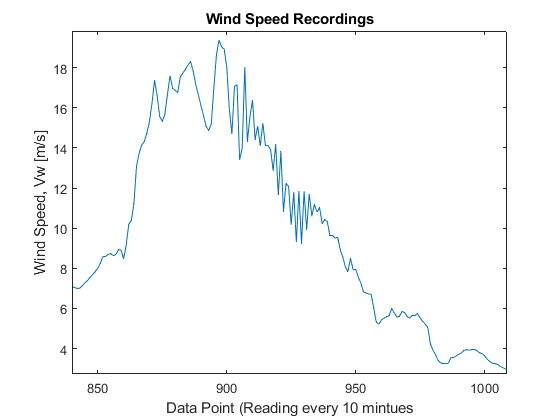 Wind Speed Recordings
18
16
14
12
10
8
6
4
Wind Speed, Vw [m/s]
850 900 950 1000
Data Point (Reading every 10 mintues